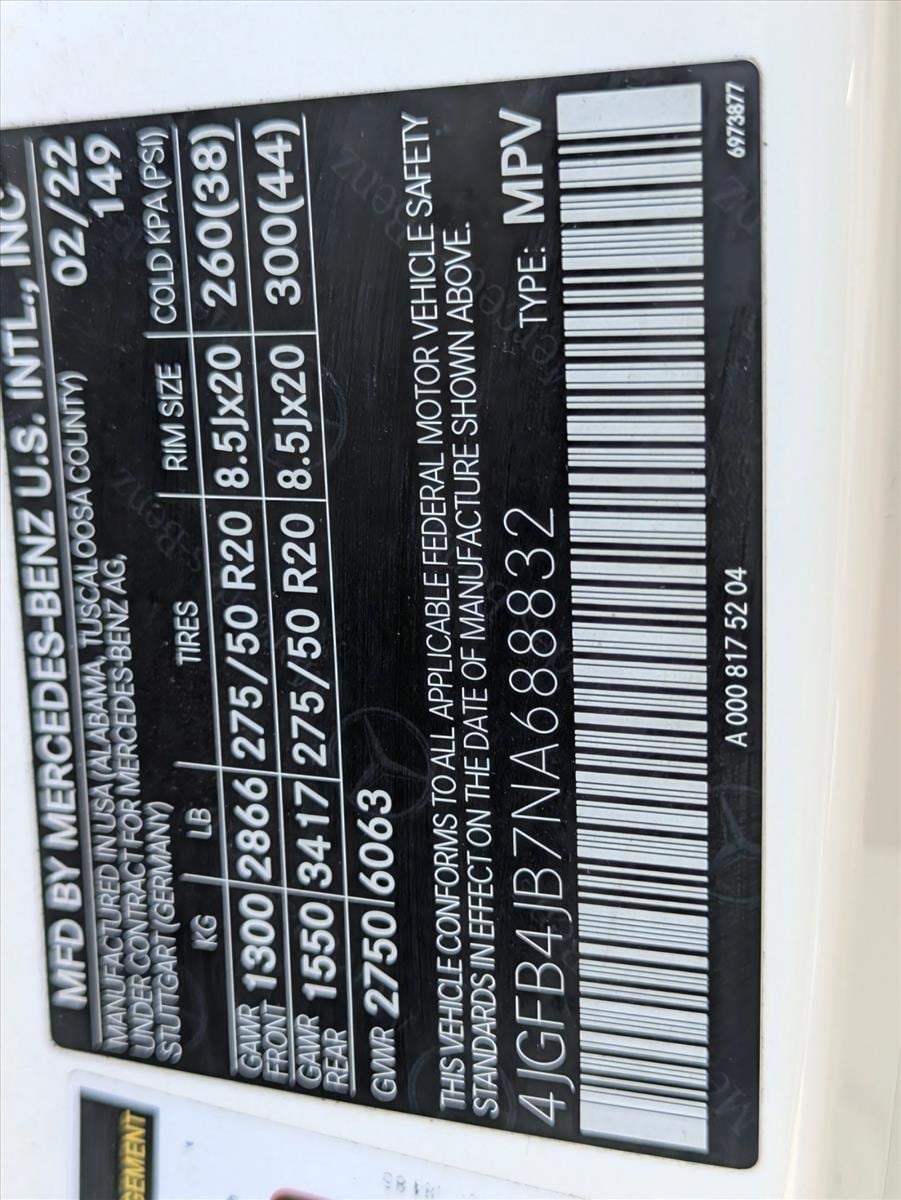 MFD BY MERCEDES-BENZ U.S. INTL., INC
MANUFACTURED IN USA (ALABAMA, TUSCALOOSA COUNTY) 02/22
UNDER CONTRACT FOR MERCEDES-BENZ AG, 149
STUTTGART (GERMANY)
KG LB TIRES RIM SIZE COLD KPA (PSI)
GAWR FRONT 1300 2866 275/50 R20 8.5Jx20 260(38)
GAWR REAR 1550 3417 275/50 R20 8.5Jx20 300(44)
GWR 2750 6063
THIS VEHICLE CONFORMS TO ALL APPLICABLE FEDERAL MOTOR VEHICLE SAFETY
STANDARDS IN EFFECT ON THE DATE OF MANUFACTURE SHOWN ABOVE.
4JGFB4JB7NA68832 TYPE: MPV
A 000 817 52 04 6973877
GEMENT